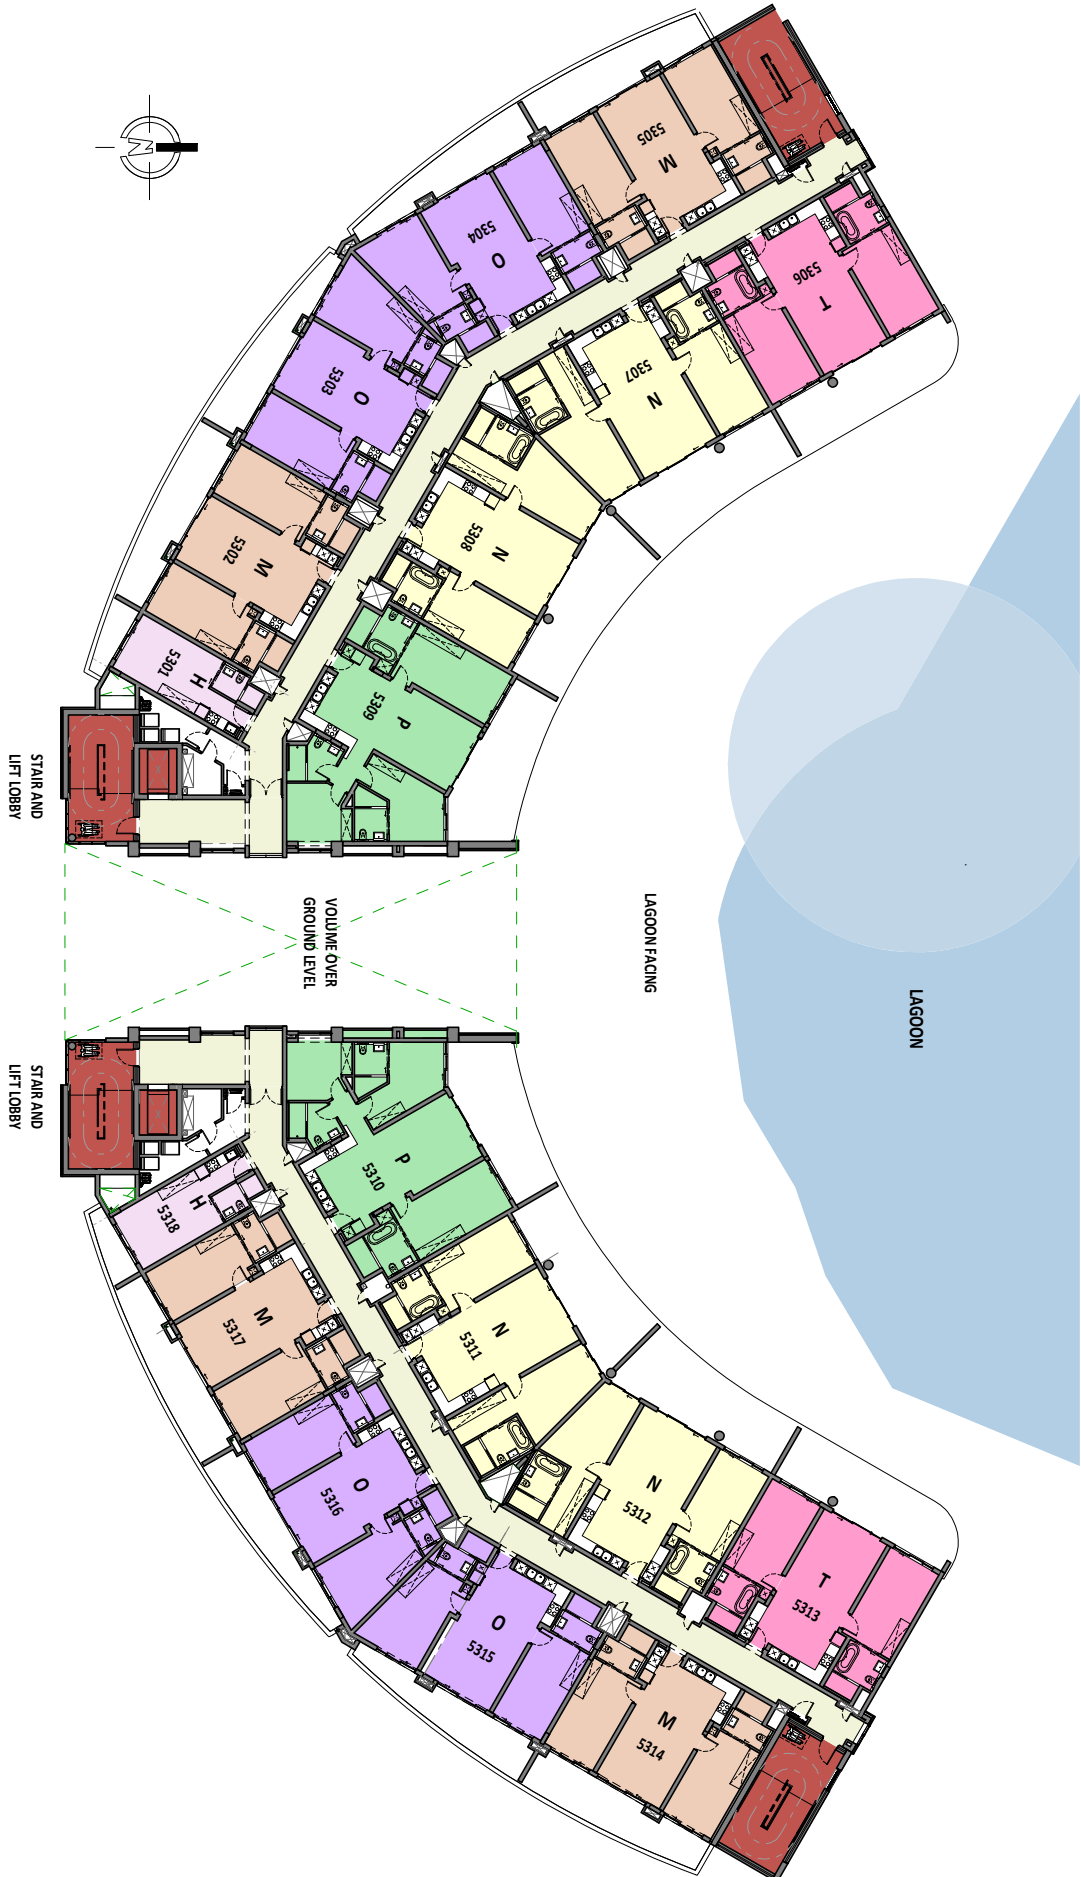 5305
M
5304
O
5306
T
5303
O
5307
N
5302
M
5308
N
5301
H
5309
P
STAIR AND
LIFT LOBBY
VOLUME OVER
GROUND LEVEL
LAGOON FACING
LAGOON
STAIR AND
LIFT LOBBY
P
5310
H
5318
M
5317
N
5311
O
5316
N
5312
T
5313
O
5315
M
5314
N